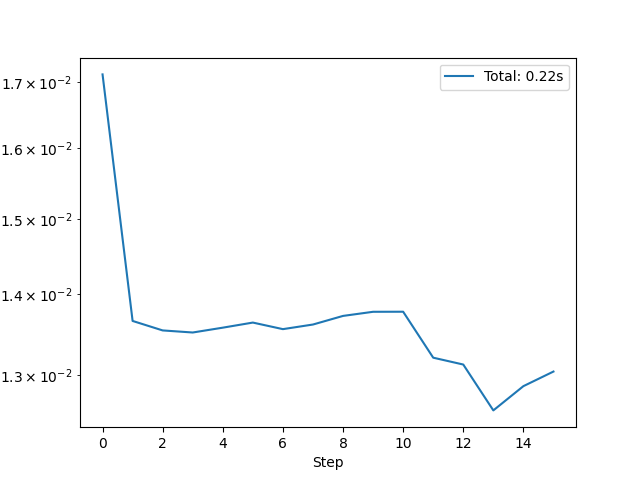 Total: 0.22s
1.7 × 10⁻²
1.6 × 10⁻²
1.5 × 10⁻²
1.4 × 10⁻²
1.3 × 10⁻²
0 2 4 6 8 10 12 14
Step